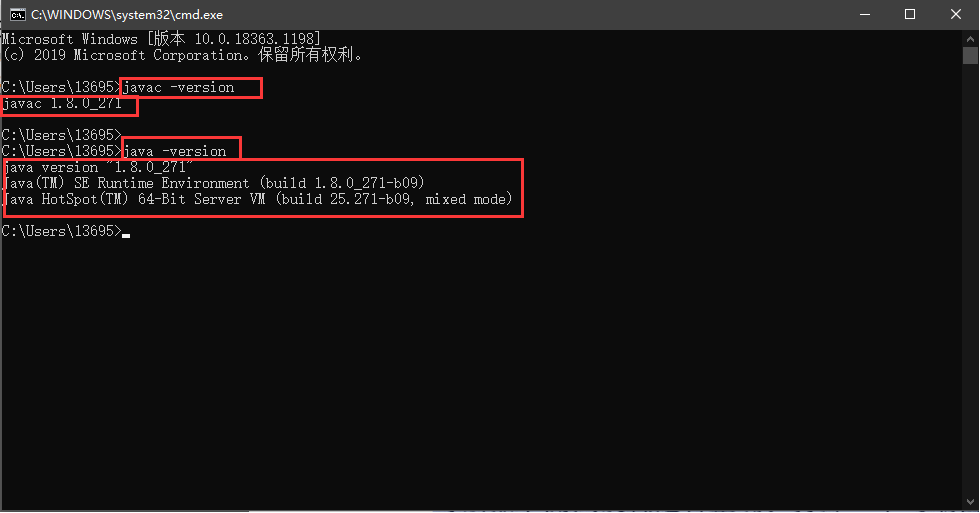 C:\WINDOWS\system32\cmd.exe
Microsoft Windows [版本 10.0.18363.1198]
(c) 2019 Microsoft Corporation。保留所有权利。
C:\Users\13695>javac -version
javac 1.8.0_271
C:\Users\13695>
C:\Users\13695>java -version
java version "1.8.0_271"
Java(TM) SE Runtime Environment (build 1.8.0_271-b09)
Java HotSpot(TM) 64-Bit Server VM (build 25.271-b09, mixed mode)
C:\Users\13695>